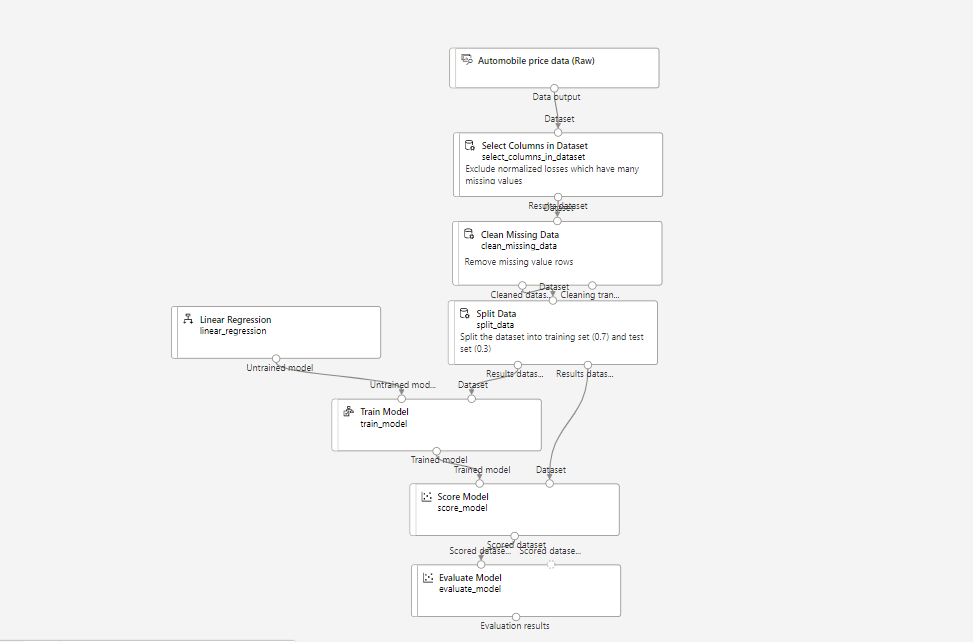 Automobile price data (Raw)
Data output
Dataset
Select Columns in Dataset
select_columns_in_dataset
Exclude normalized losses which have many
missing values
Results dataset
Dataset
Clean Missing Data
clean_missing_data
Remove missing value rows
Dataset
Cleaned datas...
Cleaning tran...
Split Data
split_data
Split the dataset into training set (0.7) and test
set (0.3)
Linear Regression
linear_regression
Untrained model
Results datas...
Results datas...
Untrained mod...
Dataset
Train Model
train_model
Trained model
Trained model
Dataset
Score Model
score_model
Scored dataset
Scored datase...
Scored datase...
Evaluate Model
evaluate_model
Evaluation results